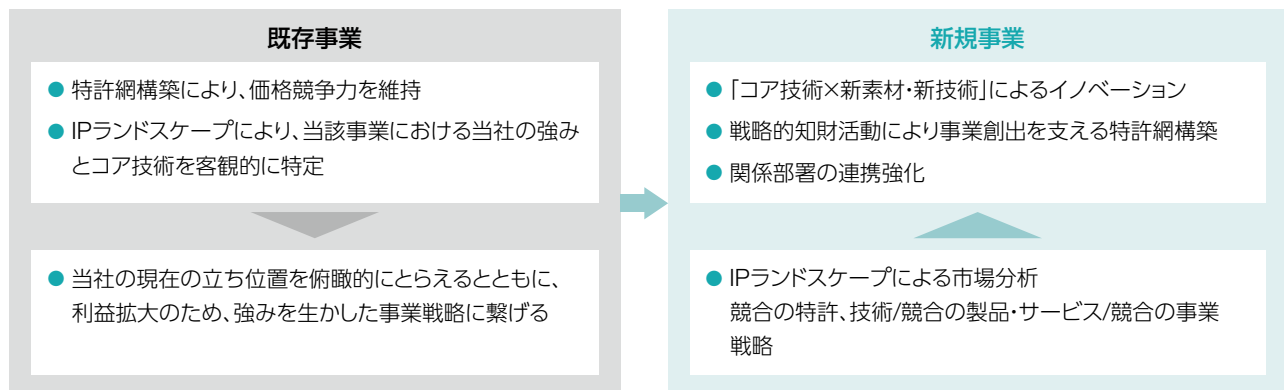 既存事業
● 特許網構築により、価格競争力を維持
● IPランドスケープにより、当該事業における当社の強み
とコア技術を客観的に特定
● 当社の現在の立ち位置を俯瞰的にとらえるとともに、
利益拡大のため、強みを生かした事業戦略に繋げる
新規事業
● 「コア技術×新素材・新技術」によるイノベーション
● 戦略的知財活動により事業創出を支える特許網構築
● 関係部署の連携強化
● IPランドスケープによる市場分析
競合の特許、技術/競合の製品・サービス/競合の事業
戦略